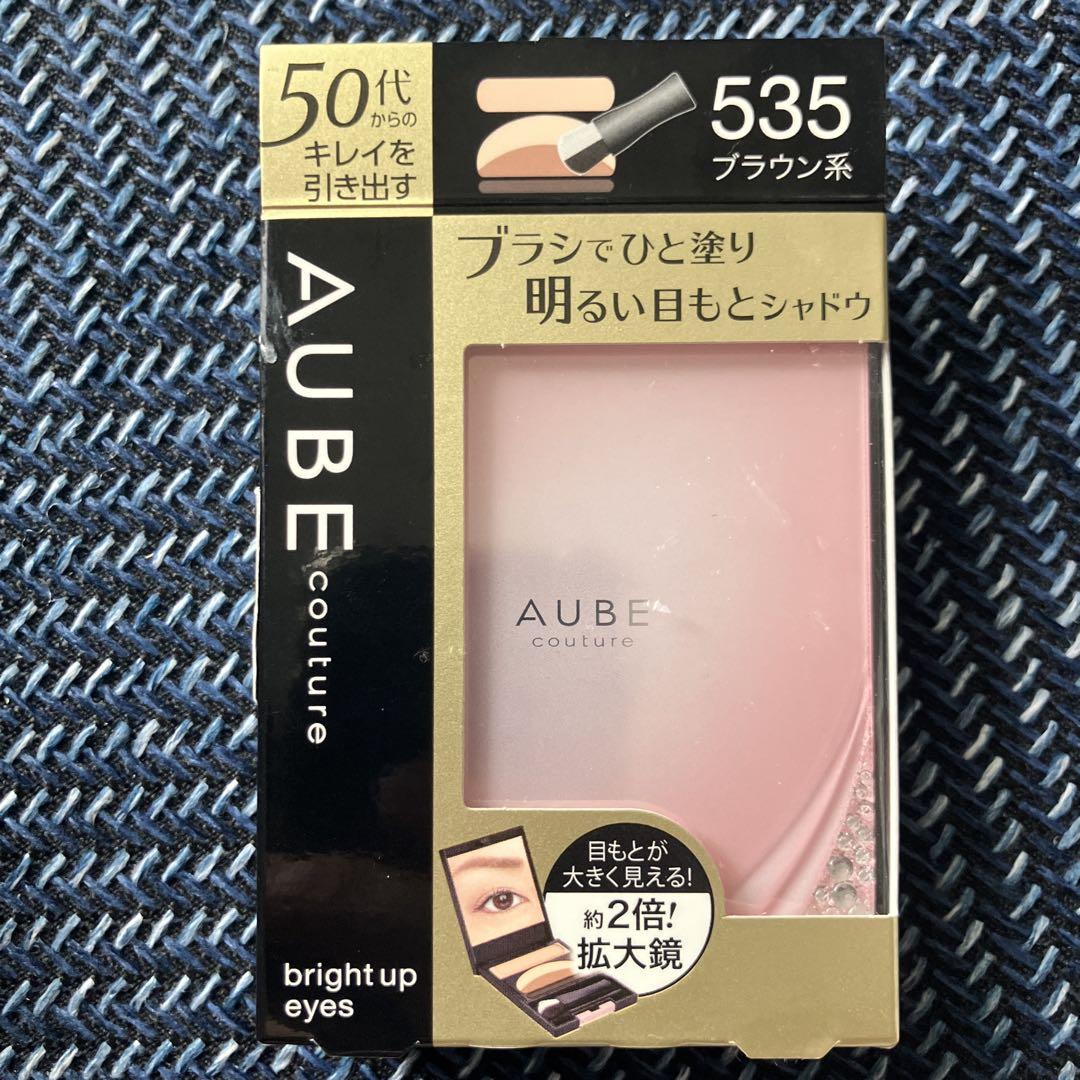 50代
からの
キレイを
引き出す
535
ブラウン系
ブラシでひと塗り
明るい目もとシャドウ
AUBE
couture
AUBE
couture
目もとが
大きく見える!
約2倍!
拡大鏡
bright up
eyes